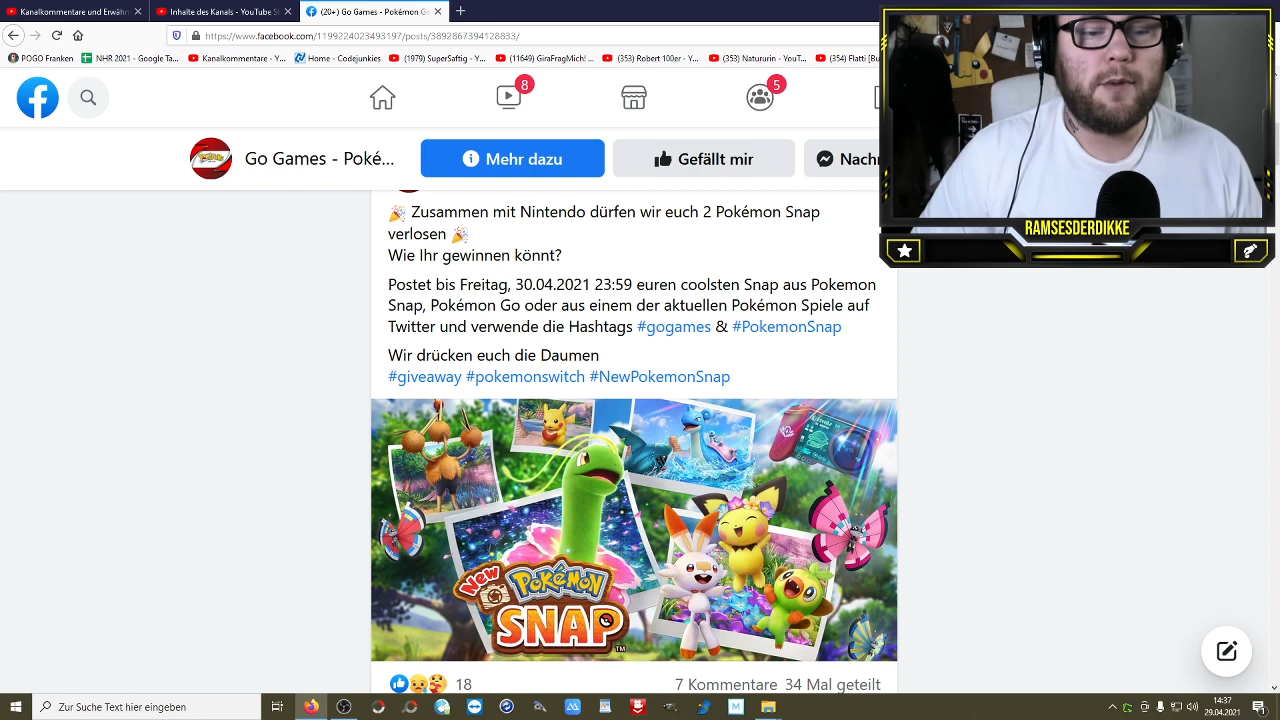 Kanalkommentare und Erwähn
Inhalte des Kanals - YouTube St
(20+) Go Games - Pokémon Go
https://www.facebook.com/1199224023493197/posts/3892867394128833/
POGO Franken
NHR 2021 - Google Ta...
Kanalkommentare - Y...
Home - codejunkies
(1979) SuperSaftig - Y...
(11649) GiraFragMich! ...
(353) Robert 100er - Y...
(353) Natururin - YouT...
(354) Flatti [Bu
8
5
Go Games - Poké...
Mehr dazu
Gefällt mir
Nachr
RAMSESDERDIKKE
Zusammen mit Nintendo dürfen wir euch 2 Pokémon Snap
verlosen
Wie Ihr gewinnen könnt?
Postet bis Freitag, 30.04.2021 23:59 euren coolsten Snap aus Pokemon
Snap, Pokémon Go oder aus einem der aktuellen Pokémon Spiele auf
Twitter und verwende die Hashtags #gogames & #PokemonSnap
Wir drücken euch die Daumen
#giveaway #pokemonswitch #NewPokemonSnap
New
POKÉMON
SNAP
TM
18
7 Kommentare 34 Mal geteilt
Zur Suche Text hier eingeben
14:37
29.04.2021